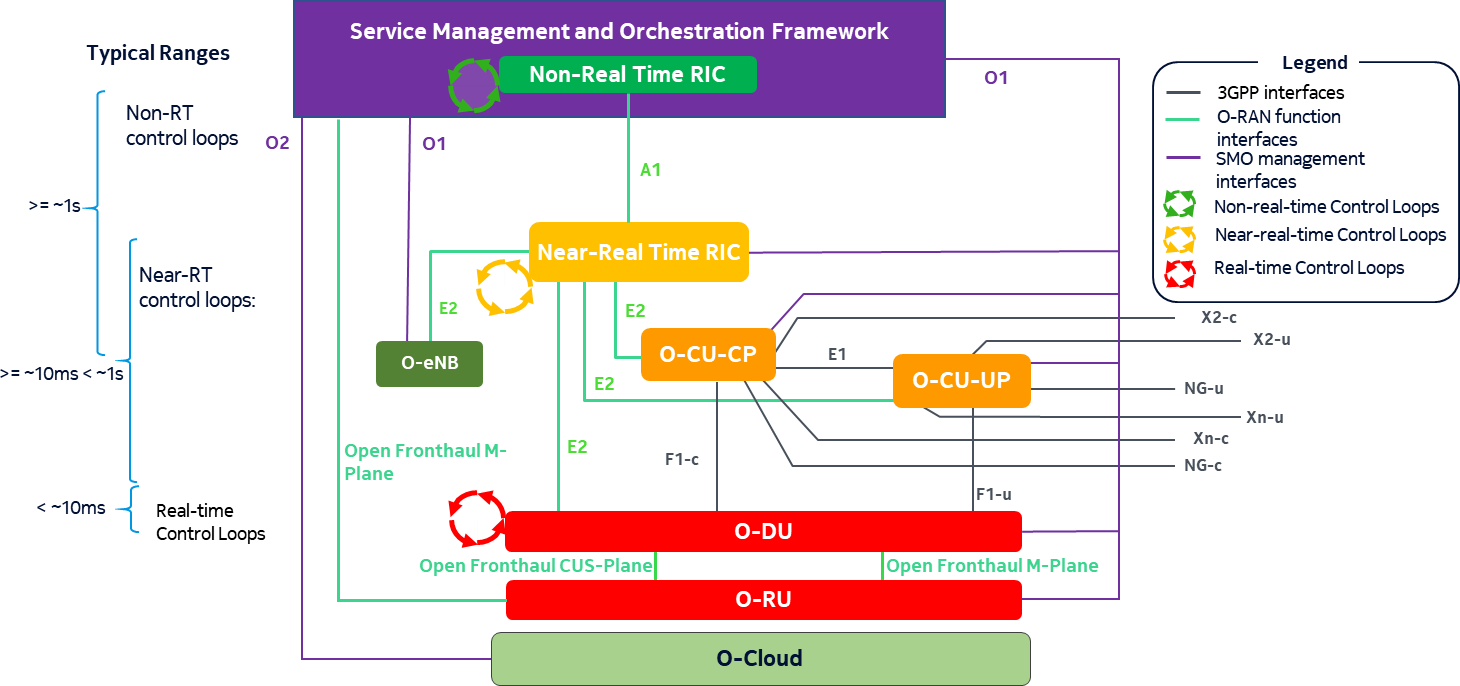 Service Management and Orchestration Framework
Non-Real Time RIC
Typical Ranges
Non-RT
control loops
>= ~1s
Near-RT
control loops:
>= ~10ms < ~1s
< ~10ms
Real-time
Control Loops
O2
O1
A1
O1
Near-Real Time RIC
E2
E2
O-eNB
O-CU-CP
E1
O-CU-UP
E2
E2
X2-c
X2-u
NG-u
Xn-u
Xn-c
NG-c
Open Fronthaul M-
Plane
F1-c
F1-u
O-DU
Open Fronthaul CUS-Plane
Open Fronthaul M-Plane
O-RU
O-Cloud
Legend
3GPP interfaces
O-RAN function
interfaces
SMO management
interfaces
Non-real-time Control Loops
Near-real-time Control Loops
Real-time Control Loops